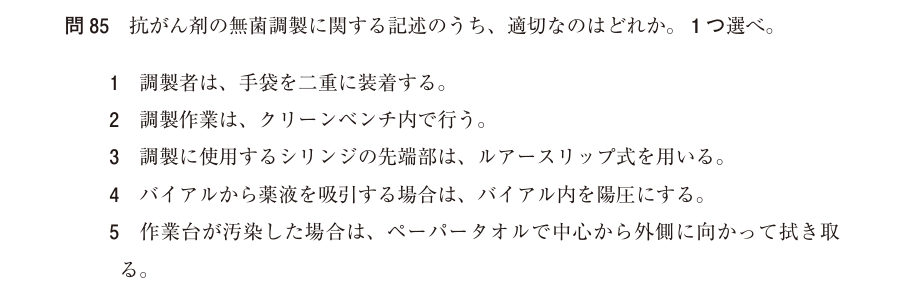 問 85 抗がん剤の無菌調製に関する記述のうち、適切なのはどれか。1つ選べ。
1 調製者は、手袋を二重に装着する。
2 調製作業は、クリーンベンチ内で行う。
3 調製に使用するシリンジの先端部は、ルアースリップ式を用いる。
4 バイアルから薬液を吸引する場合は、バイアル内を陽圧にする。
5 作業台が汚染した場合は、ペーパータオルで中心から外側に向かって拭き取
る。